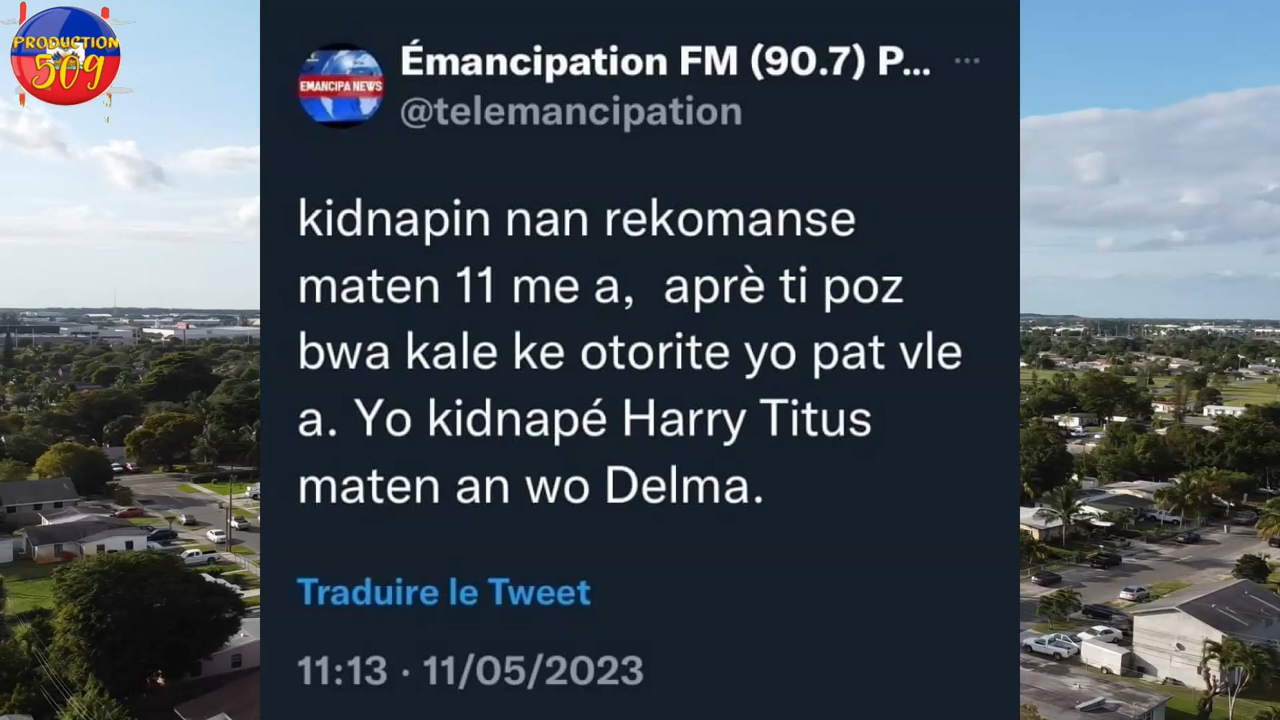 PRODUCTION
509
EMANCIPA NEWS
Émancipation FM (90.7) P...
@telemancipation
kidnapin nan rekomanse
maten 11 me a, aprè ti poz
bwa kale ke otorite yo pat vle
a. Yo kidnapé Harry Titus
maten an wo Delma.
Traduire le Tweet
11:13 · 11/05/2023